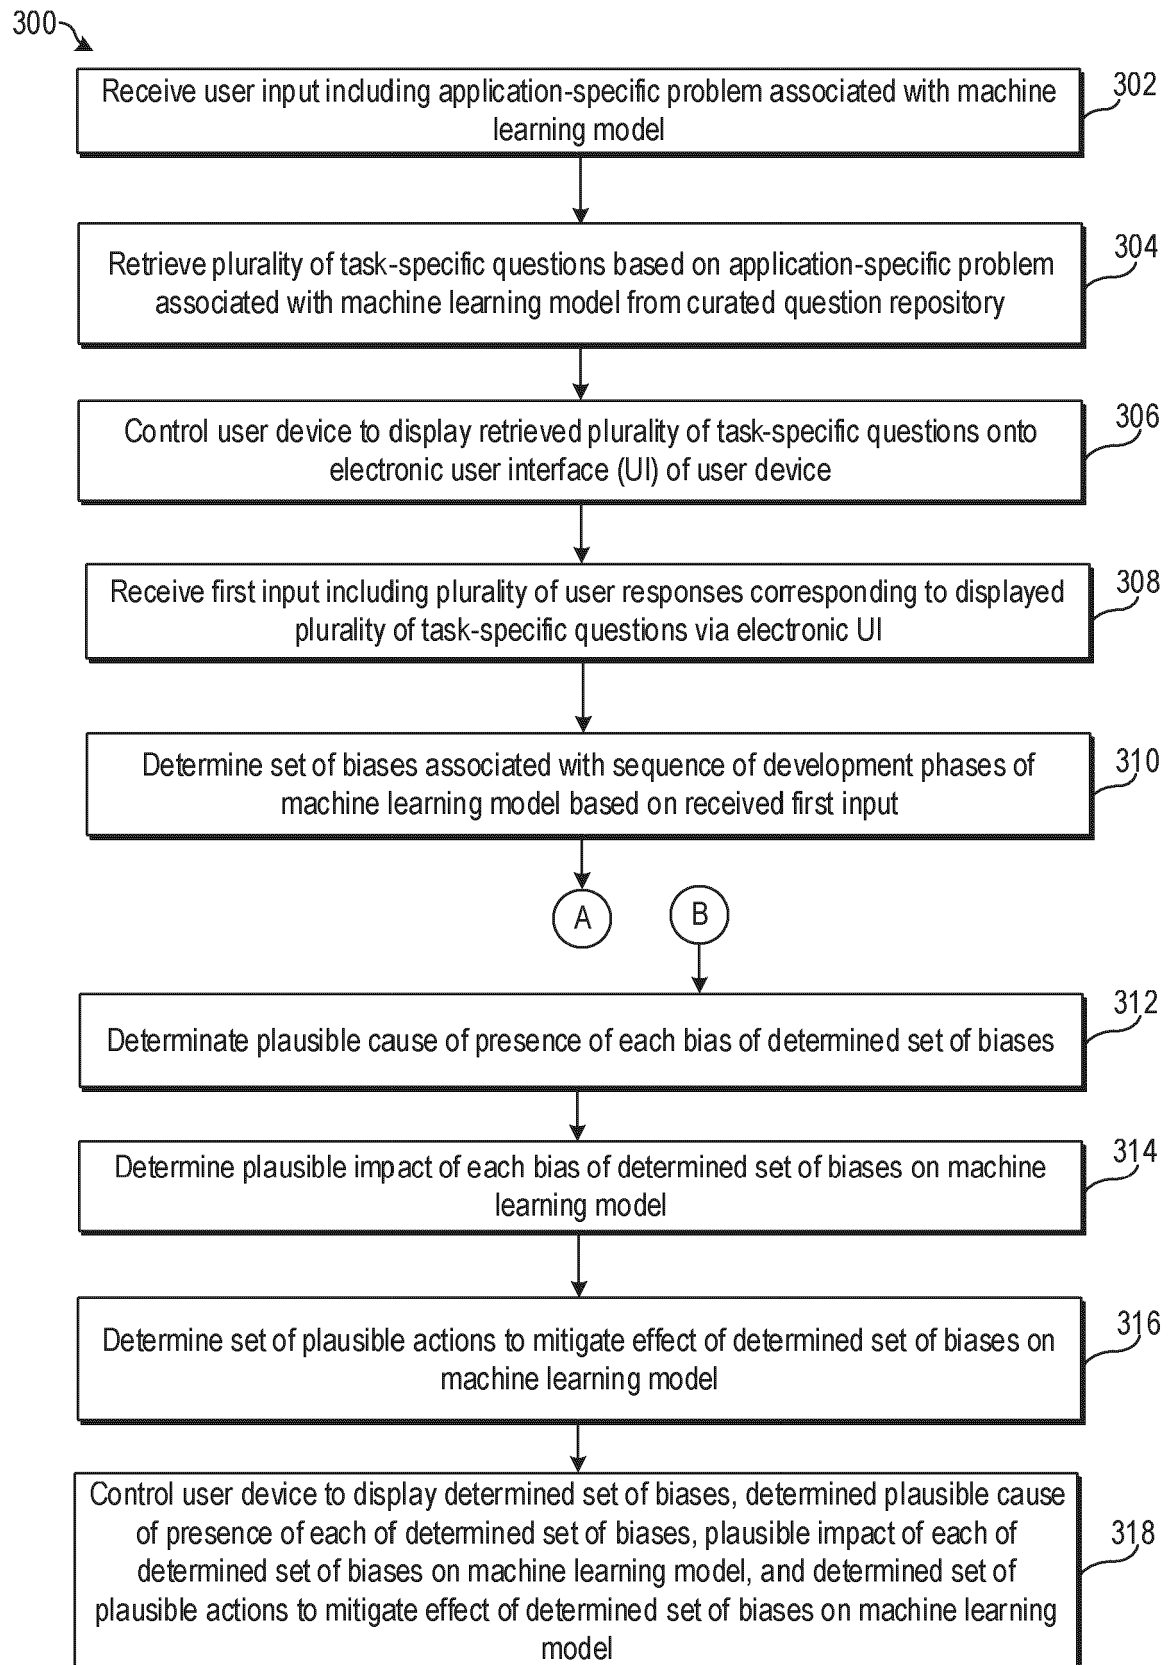 300
Receive user input including application-specific problem associated with machine
learning model
302
Retrieve plurality of task-specific questions based on application-specific problem
associated with machine learning model from curated question repository
304
Control user device to display retrieved plurality of task-specific questions onto
electronic user interface (UI) of user device
306
Receive first input including plurality of user responses corresponding to displayed
plurality of task-specific questions via electronic UI
308
Determine set of biases associated with sequence of development phases of
machine learning model based on received first input
310
A
B
Determinate plausible cause of presence of each bias of determined set of biases
312
Determine plausible impact of each bias of determined set of biases on machine
learning model
314
Determine set of plausible actions to mitigate effect of determined set of biases on
machine learning model
316
Control user device to display determined set of biases, determined plausible cause
of presence of each of determined set of biases, plausible impact of each of
determined set of biases on machine learning model, and determined set of
plausible actions to mitigate effect of determined set of biases on machine learning
model
318